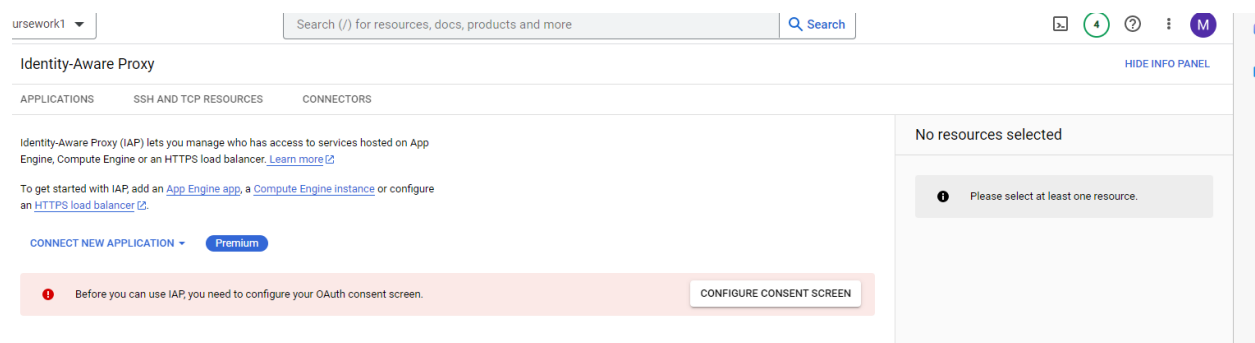 ursework1
Search (/) for resources, docs, products and more
Search
4
M
Identity-Aware Proxy
HIDE INFO PANEL
APPLICATIONS SSH AND TCP RESOURCES CONNECTORS
Identity-Aware Proxy (IAP) lets you manage who has access to services hosted on App
Engine, Compute Engine or an HTTPS load balancer. Learn more
To get started with IAP, add an App Engine app, a Compute Engine instance or configure
an HTTPS load balancer.
CONNECT NEW APPLICATION
Premium
Before you can use IAP, you need to configure your OAuth consent screen.
CONFIGURE CONSENT SCREEN
No resources selected
Please select at least one resource.